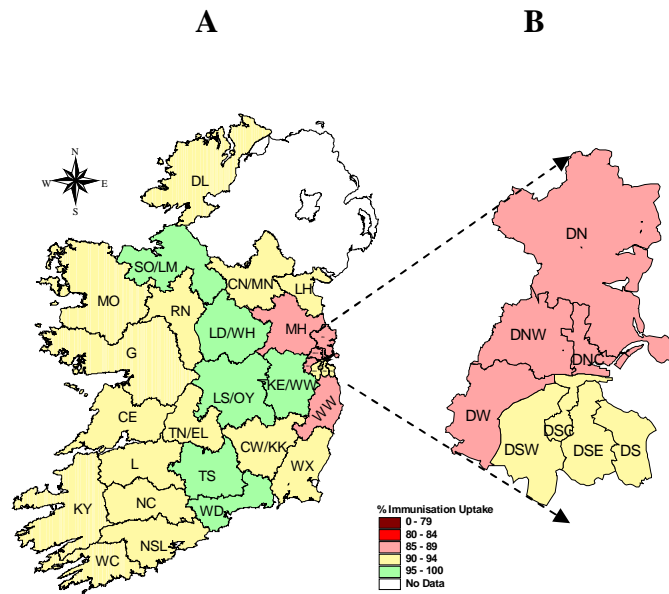 A
B
N
W E
S
DL
SO/LM
CN/MN
LH
MO
RN
LD/WH
MH
G
LS/OY
KE/WW
WW
CE
TN/EL
CW/KK
L
TS
WX
KY
NC
WD
NSL
WC
DN
DNW
DNC
DW
DSC
DSW
DSE
DS
% Immunisation Uptake
0 - 79
80 - 84
85 - 89
90 - 94
95 - 100
No Data